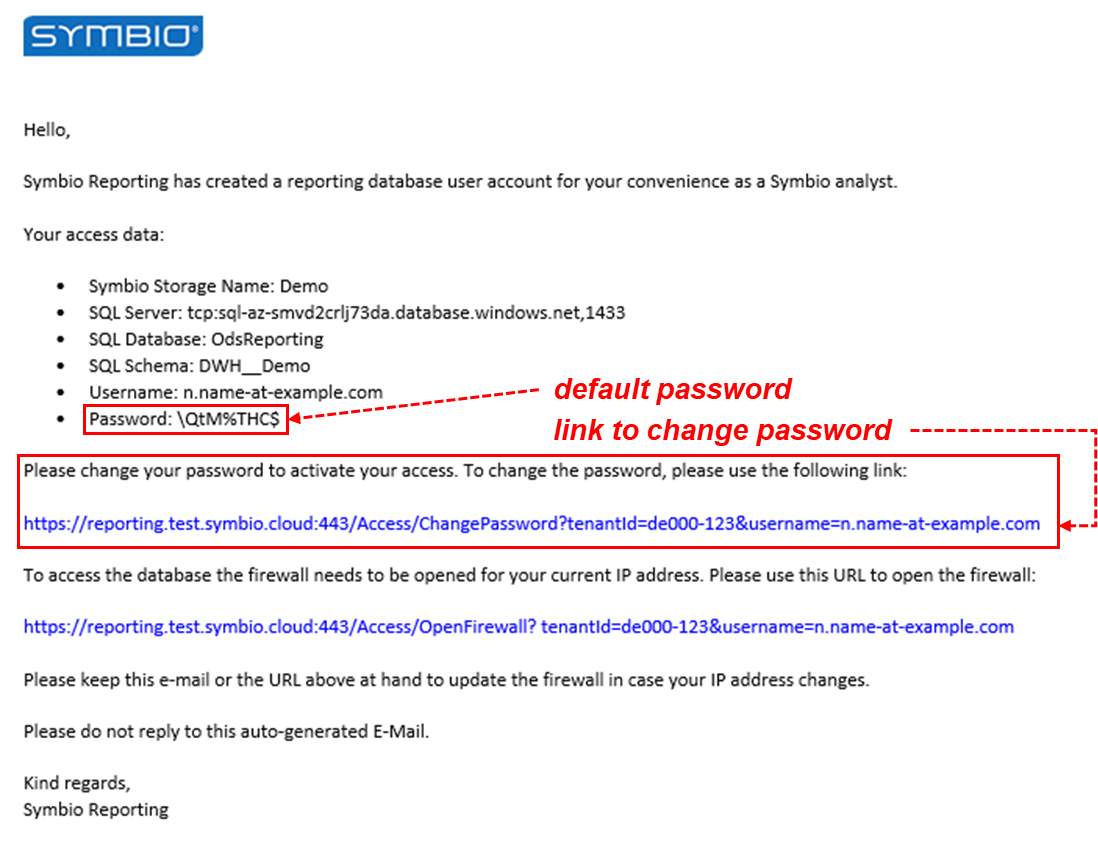 SYMBIO®
Hello,
Symbio Reporting has created a reporting database user account for your convenience as a Symbio analyst.
Your access data:
• Symbio Storage Name: Demo
• SQL Server: tcp:sql-az-smvd2crlj73da.database.windows.net,1433
• SQL Database: OdsReporting
• SQL Schema: DWH__Demo
• Username: n.name-at-example.com
default password
• Password: \QtM%THC$
link to change password
Please change your password to activate your access. To change the password, please use the following link:
https://reporting.test.symbio.cloud:443/Access/ChangePassword?tenantId=de000-123&username=n.name-at-example.com
To access the database the firewall needs to be opened for your current IP address. Please use this URL to open the firewall:
https://reporting.test.symbio.cloud:443/Access/OpenFirewall? tenantId=de000-123&username=n.name-at-example.com
Please keep this e-mail or the URL above at hand to update the firewall in case your IP address changes.
Please do not reply to this auto-generated E-Mail.
Kind regards,
Symbio Reporting